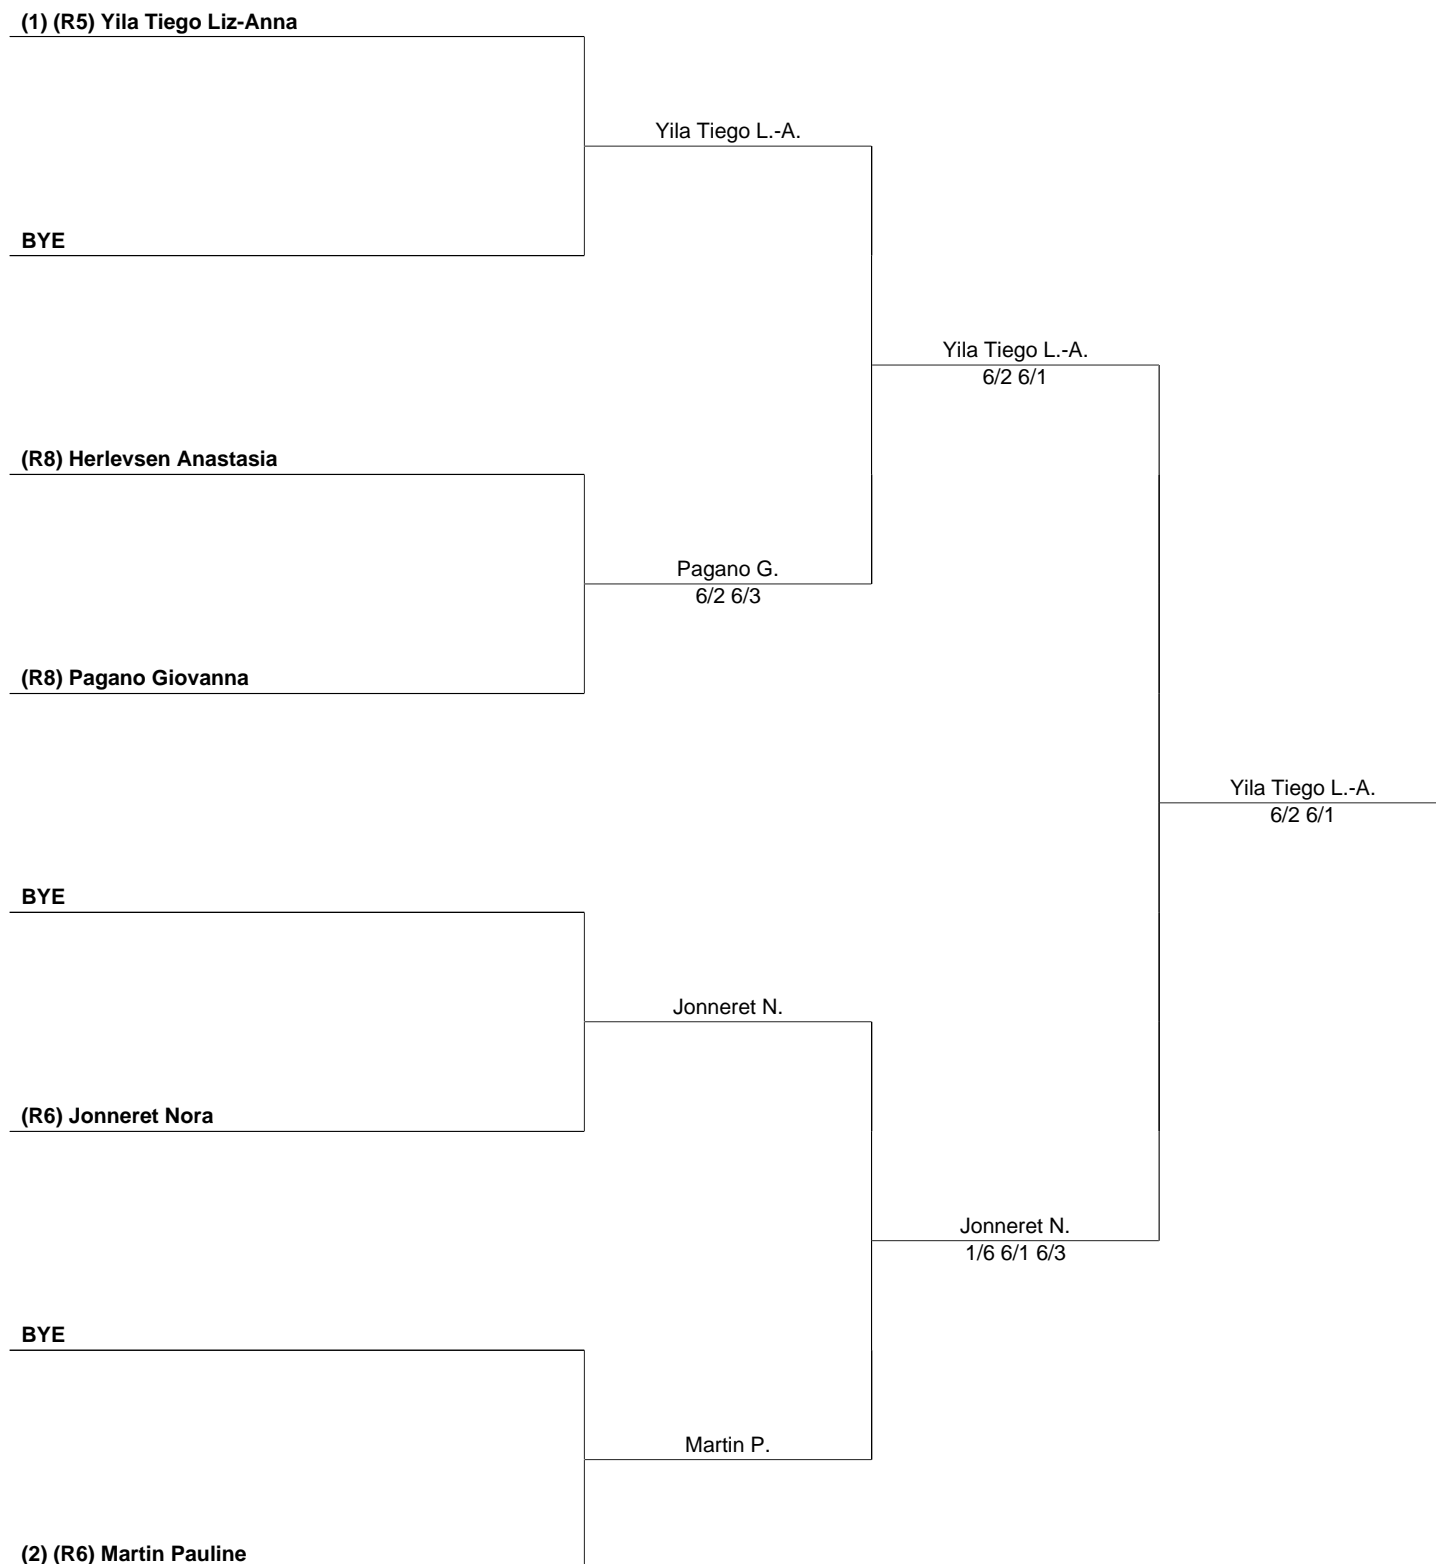 (1) (R5) Yila Tiego Liz-Anna
Yila Tiego L.-A.
BYE
Yila Tiego L.-A.
6/2 6/1
(R8) Herlevsen Anastasia
Pagano G.
6/2 6/3
(R8) Pagano Giovanna
Yila Tiego L.-A.
6/2 6/1
BYE
Jonneret N.
(R6) Jonneret Nora
Jonneret N.
1/6 6/1 6/3
BYE
Martin P.
(2) (R6) Martin Pauline